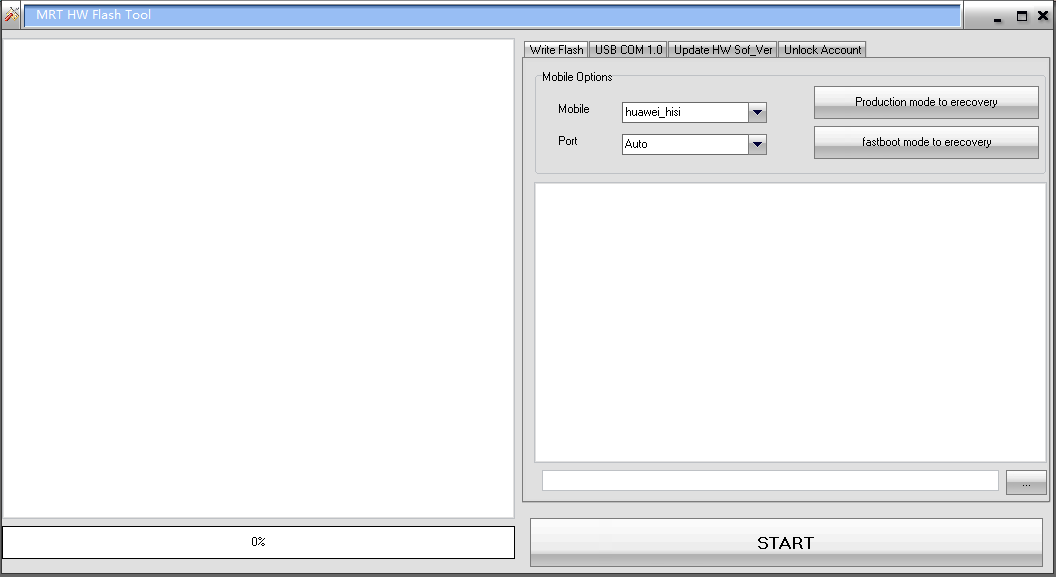 MRT HW Flash Tool
Write Flash
USB COM 1.0
Update HW Sof_Ver
Unlock Account
Mobile Options
Mobile
huawei_hisi
Production mode to erecovery
Port
Auto
fastboot mode to erecovery
...
0%
START